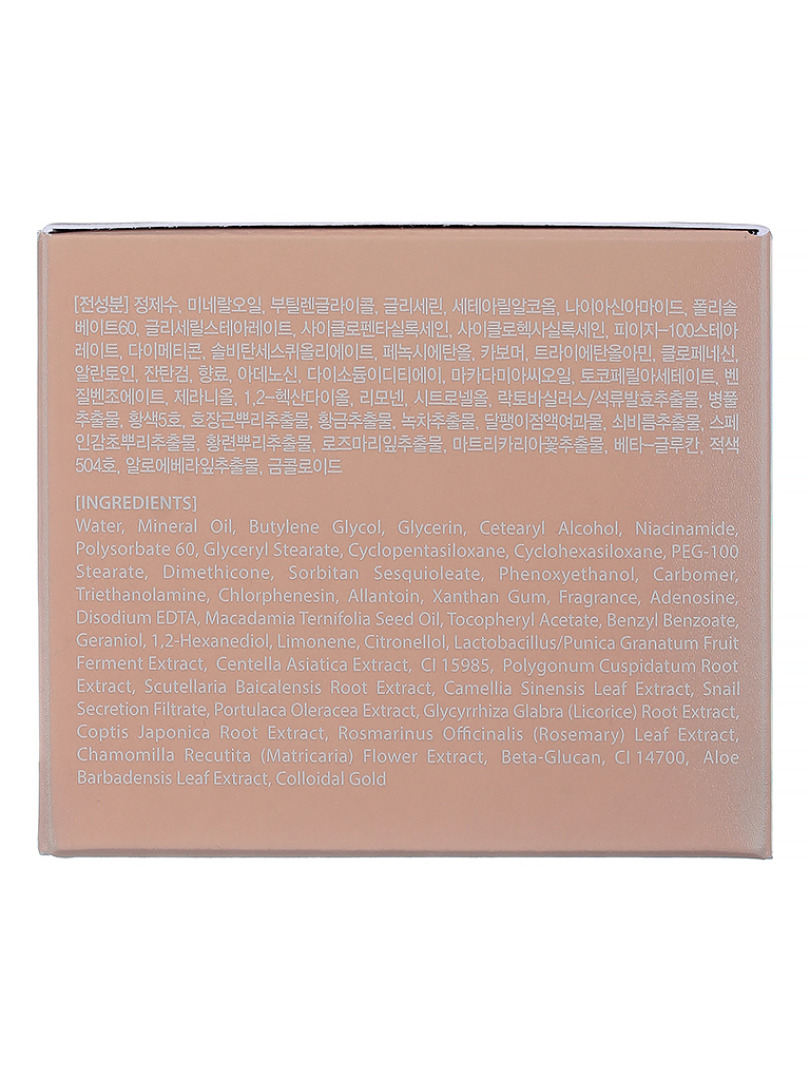 [전성분] 정제수, 미네랄오일, 부틸렌글라이콜, 글리세린, 세테아릴알코올, 나이아신아마이드, 폴리솔
베이트60, 글리세릴스테아레이트, 사이클로펜타실록세인, 사이클로헥사실록세인, 피이지-100스테아
레이트, 다이메티콘, 솔비탄세스퀴올리에이트, 페녹시에탄올, 카보머, 트라이에탄올아민, 클로페네신,
알란토인, 잔탄검, 향료, 아데노신, 다이소듐이디티에이, 마카다미아씨오일, 토코페릴아세테이트, 벤
질벤조에이트, 제라니올, 1,2-헥산다이올, 리모넨, 시트로넬올, 락토바실러스/석류발효추출물, 병풀
추출물, 황색5호, 호장근뿌리추출물, 황금추출물, 녹차추출물, 달팽이점액여과물, 쇠비름추출물, 스페
인감초뿌리추출물, 황련뿌리추출물, 로즈마리잎추출물, 마트리카리아꽃추출물, 베타-글루칸, 적색
504호, 알로에베라잎추출물, 금콜로이드
[INGREDIENTS]
Water, Mineral Oil, Butylene Glycol, Glycerin, Cetearyl Alcohol, Niacinamide,
Polysorbate 60, Glyceryl Stearate, Cyclopentasiloxane, Cyclohexasiloxane, PEG-100
Stearate, Dimethicone, Sorbitan Sesquioleate, Phenoxyethanol, Carbomer,
Triethanolamine, Chlorphenesin, Allantoin, Xanthan Gum, Fragrance, Adenosine,
Disodium EDTA, Macadamia Ternifolia Seed Oil, Tocopheryl Acetate, Benzyl Benzoate,
Geraniol, 1,2-Hexanediol, Limonene, Citronellol, Lactobacillus/Punica Granatum Fruit
Ferment Extract, Centella Asiatica Extract, CI 15985, Polygonum Cuspidatum Root
Extract, Scutellaria Baicalensis Root Extract, Camellia Sinensis Leaf Extract, Snail
Secretion Filtrate, Portulaca Oleracea Extract, Glycyrrhiza Glabra (Licorice) Root Extract,
Coptis Japonica Root Extract, Rosmarinus Officinalis (Rosemary) Leaf Extract,
Chamomilla Recutita (Matricaria) Flower Extract, Beta-Glucan, CI 14700, Aloe
Barbadensis Leaf Extract, Colloidal Gold